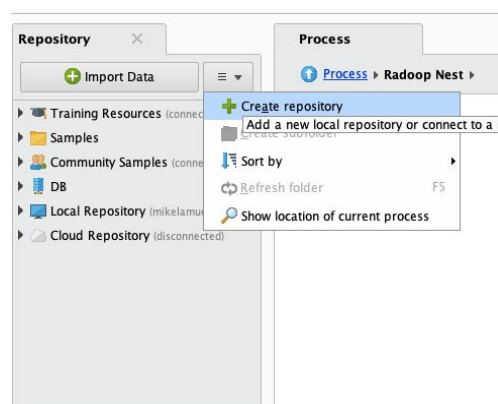 Repository
Process
Import Data
Process ▸ Radoop Nest ▸
Training Resources (connec
Samples
Community Samples (conne
DB
Local Repository (mikelamu
Cloud Repository (disconnected)
Create repository
Add a new local repository or connect to a
Create subfolder
Sort by
Refresh folder F5
Show location of current process